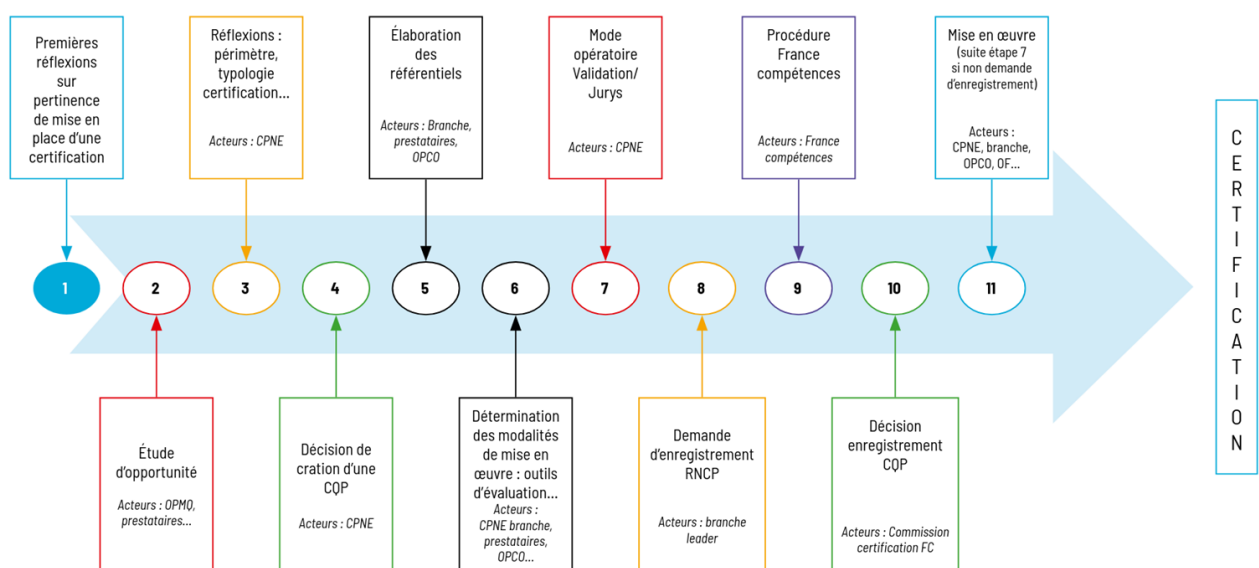 Premières
réflexions
sur
pertinence
de mise en
place d'une
certification
Réflexions :
périmètre,
typologie
certification...
Acteurs : CPNE
Élaboration
des
référentiels
Acteurs : Branche,
prestataires,
OPCO
Mode
opératoire
Validation/
Jurys
Acteurs : CPNE
Procédure
France
compétences
Acteurs : France
compétences
Mise en œuvre
(suite étape 7
si non demande
d'enregistrement)
Acteurs :
CPNE, branche,
OPCO, OF...
1
2
3
4
5
6
7
8
9
10
11
Étude
d'opportunité
Acteurs : OPMQ,
prestataires...
Décision de
cration d'une
CQP
Acteurs : CPNE
Détermination
des modalités
de mise en
œuvre : outils
d'évaluation...
Acteurs :
CPNE branche,
prestataires,
OPCO...
Demande
d'enregistrement
RNCP
Acteurs : branche
leader
Décision
enregistrement
CQP
Acteurs : Commission
certification FC
CERTIFICATION